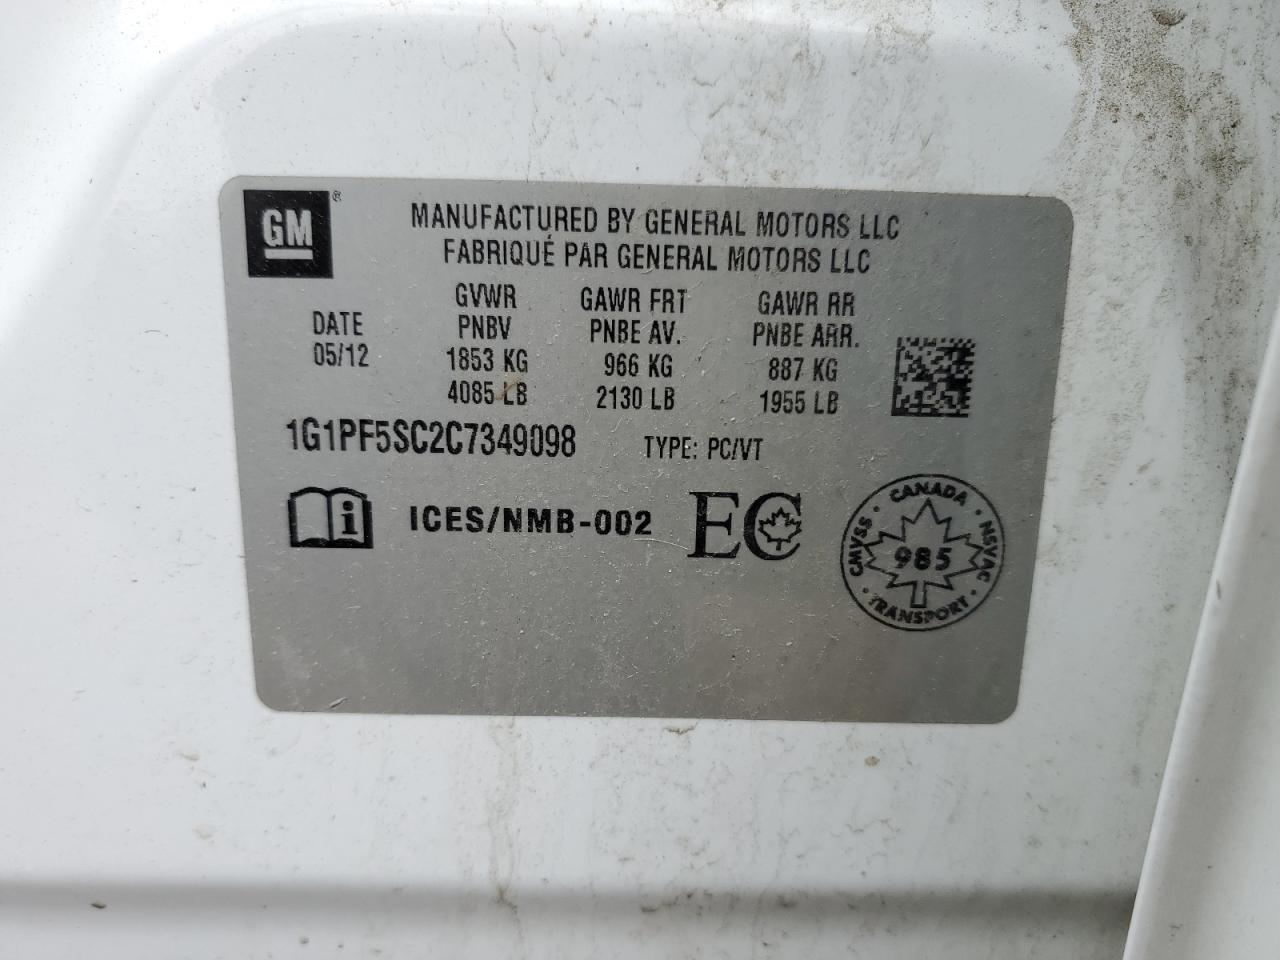 GM ®
MANUFACTURED BY GENERAL MOTORS LLC
FABRIQUÉ PAR GENERAL MOTORS LLC
GVWR GAWR FRT GAWR RR
DATE PNBV PNBE AV. PNBE ARR.
05/12 1853 KG 966 KG 887 KG
4085 LB 2130 LB 1955 LB
1G1PF5SC2C7349098 TYPE: PC/VT
i ICES/NMB-002 EC
CMVSS · CANADA · NSVAC · TRANSPORT ·
985